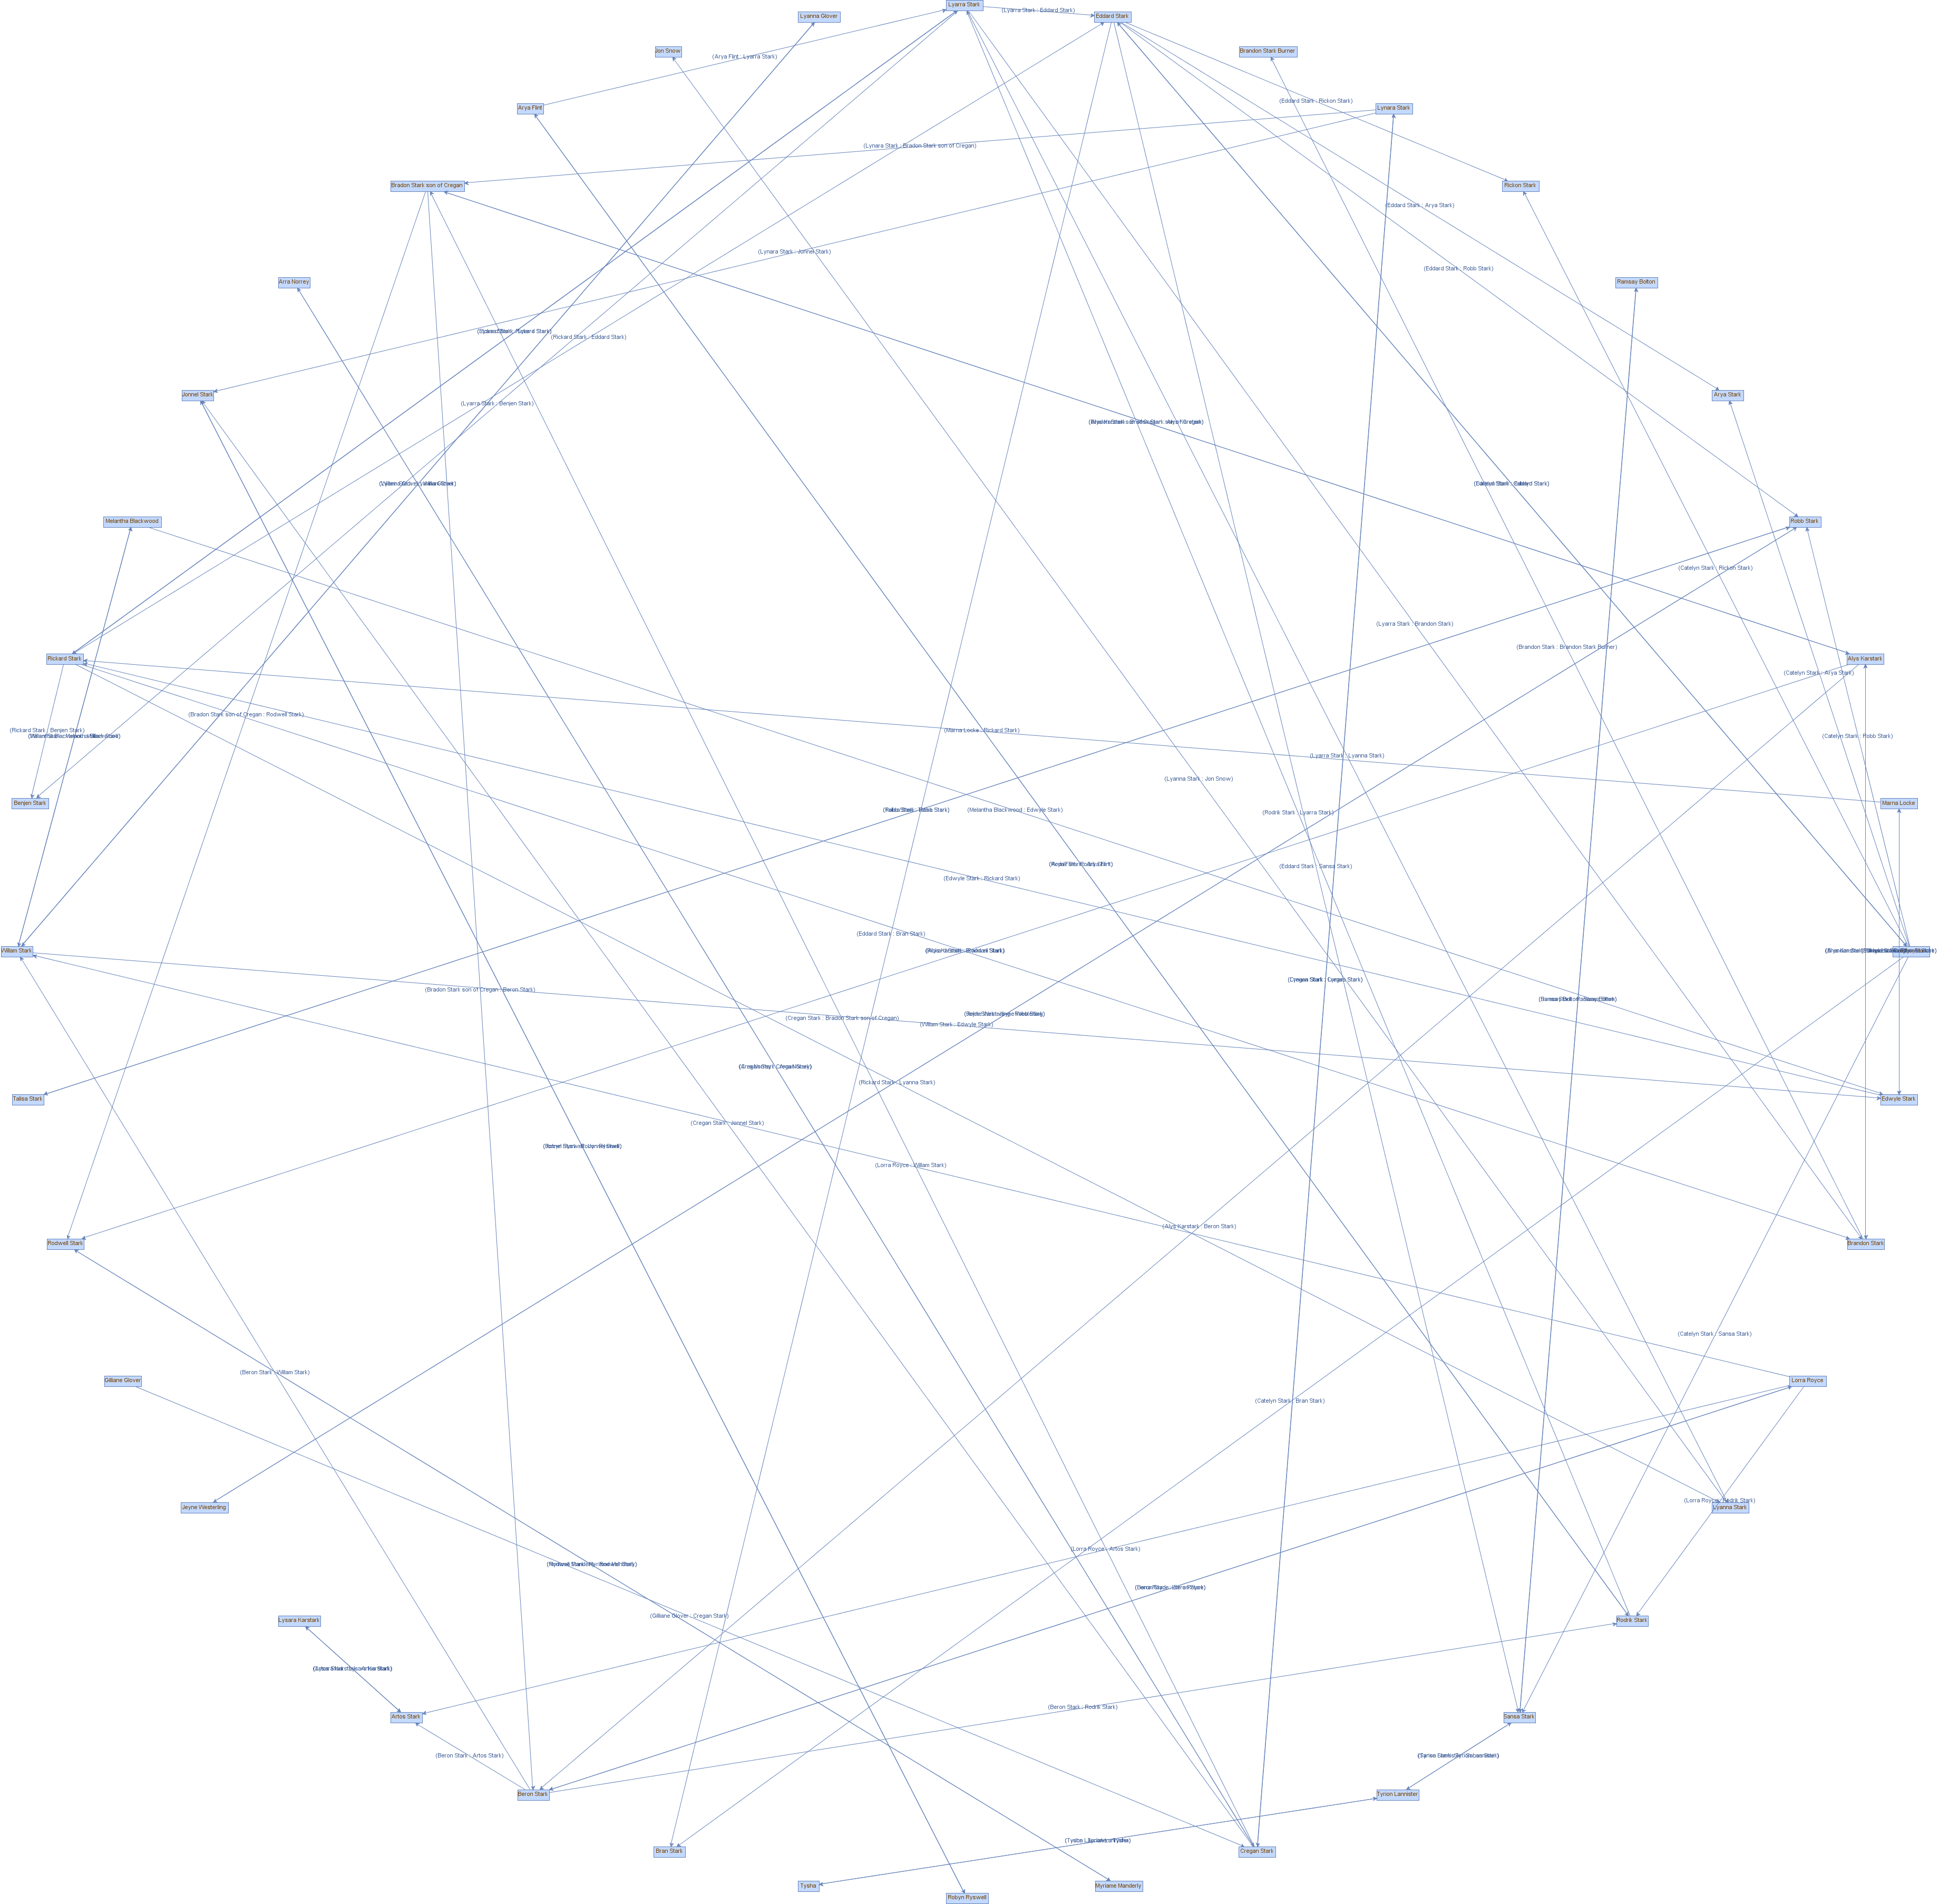 Lyarra Stark
(Lyarra Stark : Eddard Stark)
Eddard Stark
Lyanna Glover
Jon Snow
Brandon Stark Burner
(Arya Flint : Lyarra Stark)
(Eddard Stark : Rickon Stark)
Arya Flint
Lynara Stark
(Lynara Stark : Bradon Stark son of Cregan)
Bradon Stark son of Cregan
Rickon Stark
(Eddard Stark : Arya Stark)
(Lynara Stark : Jonnel Stark)
(Eddard Stark : Robb Stark)
Arra Norrey
Ramsay Bolton
(Rickard Stark : Eddard Stark)
Jonnel Stark
Arya Stark
(Lyarra Stark : Benjen Stark)
Melantha Blackwood
Robb Stark
(Catelyn Stark : Rickon Stark)
(Lyarra Stark : Brandon Stark)
(Brandon Stark : Brandon Stark Burner)
Rickard Stark
Alys Karstark
(Catelyn Stark : Arya Stark)
(Bradon Stark son of Cregan : Rodwell Stark)
(Rickard Stark : Benjen Stark)
(Marna Locke : Rickard Stark)
(Catelyn Stark : Robb Stark)
(Lyarra Stark : Lyanna Stark)
(Lyanna Stark : Jon Snow)
Benjen Stark
Marna Locke
(Melantha Blackwood : Edwyle Stark)
(Rodrik Stark : Lyarra Stark)
(Eddard Stark : Sansa Stark)
(Edwyle Stark : Rickard Stark)
(Eddard Stark : Bran Stark)
Willam Stark
(Bradon Stark son of Cregan : Beron Stark)
(Cregan Stark : Bradon Stark son of Cregan)
(Willam Stark : Edwyle Stark)
(Rickard Stark : Lyanna Stark)
Talisa Stark
Edwyle Stark
(Cregan Stark : Jonnel Stark)
(Lorra Royce : Willam Stark)
(Alys Karstark : Beron Stark)
Rodwell Stark
Brandon Stark
(Catelyn Stark : Sansa Stark)
(Beron Stark : Willam Stark)
Gilliane Glover
Lorra Royce
(Catelyn Stark : Bran Stark)
(Lorra Royce : Rodrik Stark)
Jeyne Westerling
Lyanna Stark
(Lorra Royce : Artos Stark)
(Gilliane Glover : Cregan Stark)
Lysara Karstark
Rodrik Stark
(Beron Stark : Rodrik Stark)
Artos Stark
Sansa Stark
(Beron Stark : Artos Stark)
Beron Stark
Tyrion Lannister
Bran Stark
Cregan Stark
Tysha
Myriame Manderly
Robyn Ryswell